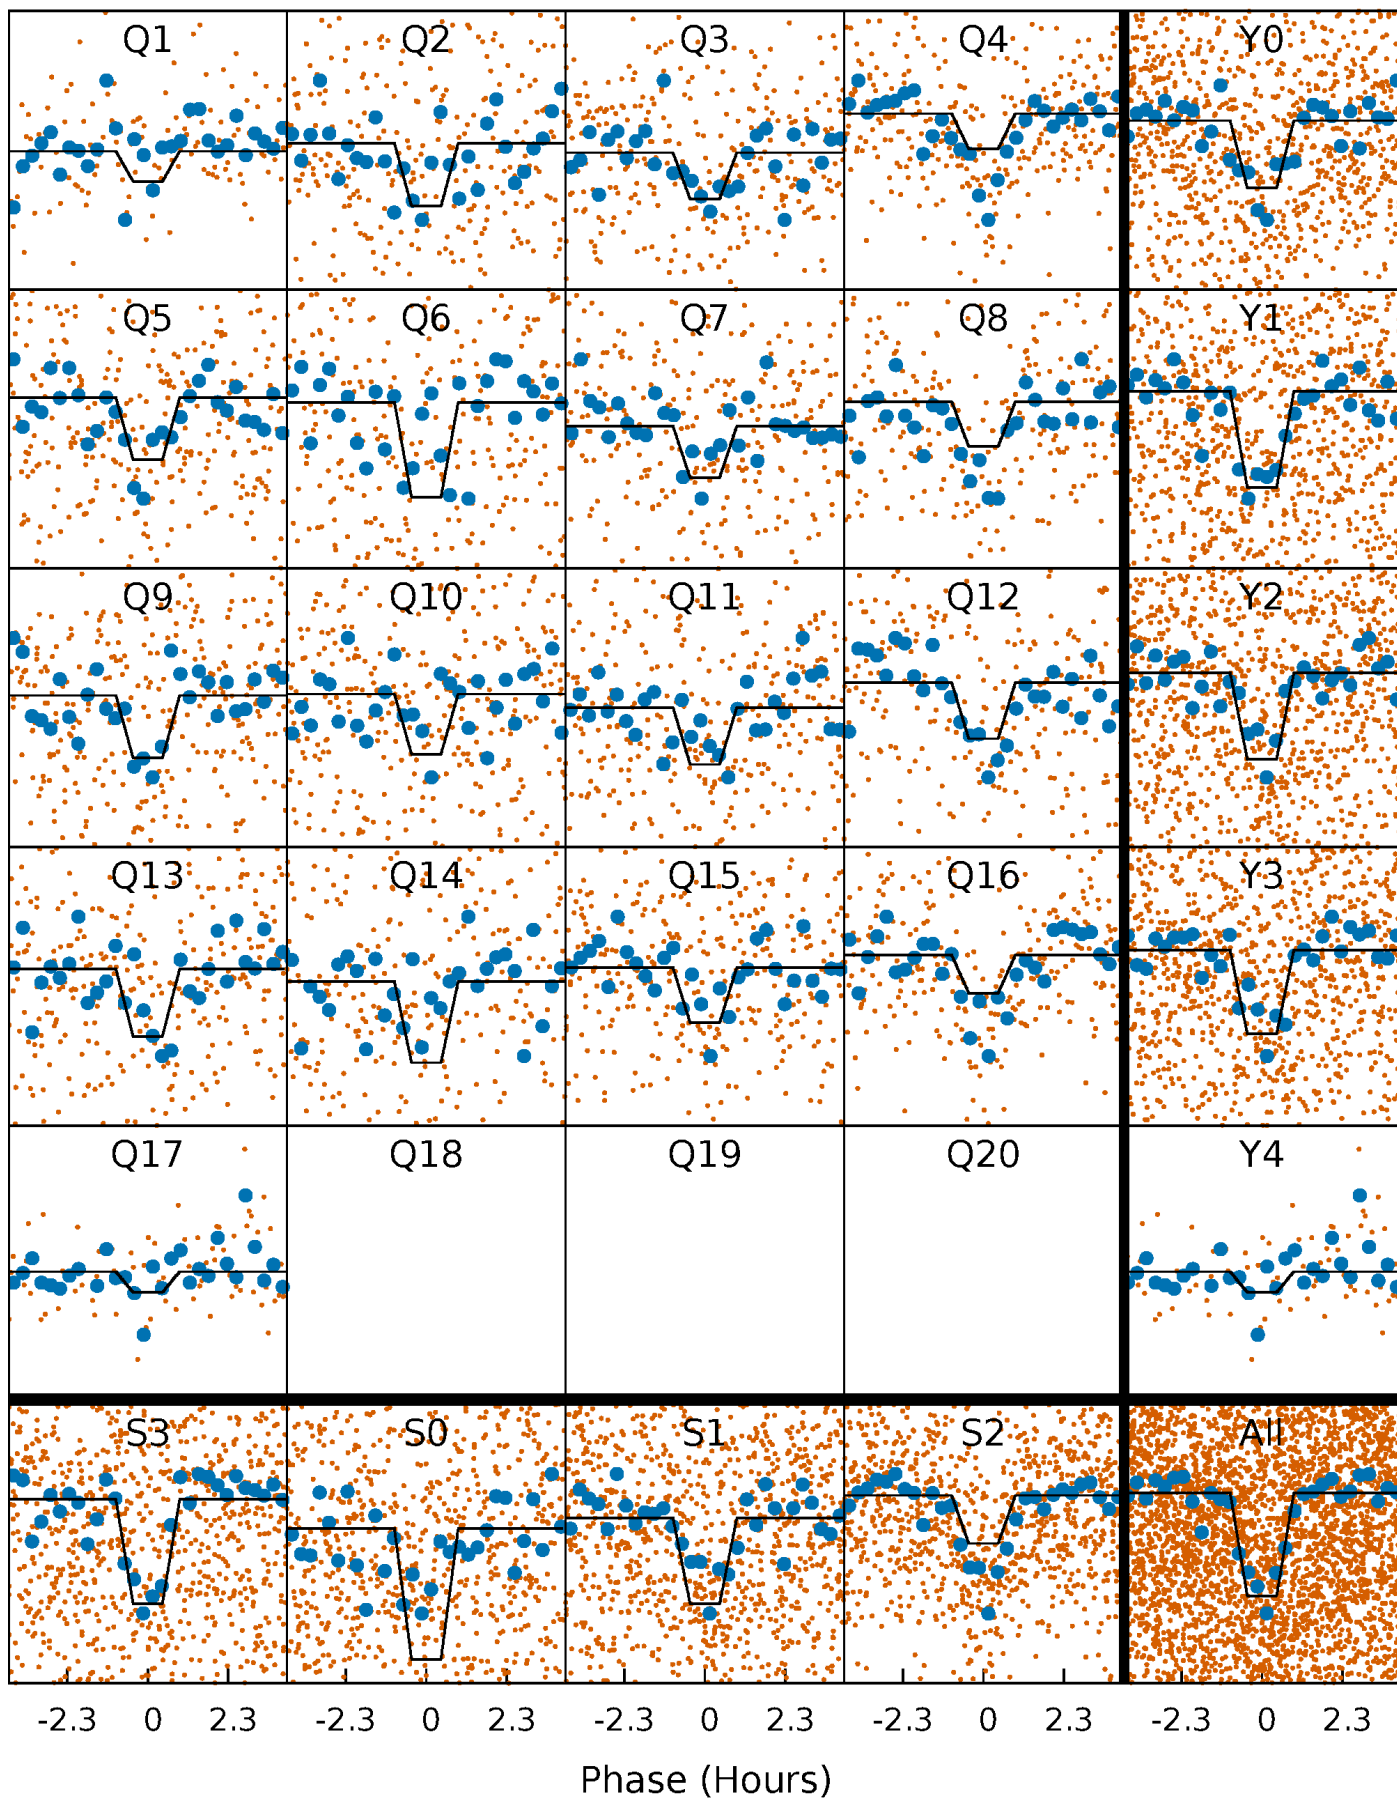 Q1 Q2 Q3 Q4 Y0
Q5 Q6 Q7 Q8 Y1
Q9 Q10 Q11 Q12 Y2
Q13 Q14 Q15 Q16 Y3
Q17 Q18 Q19 Q20 Y4
S3 S0 S1 S2 All
-2.3 0 2.3 -2.3 0 2.3 -2.3 0 2.3 -2.3 0 2.3 -2.3 0 2.3
Phase (Hours)